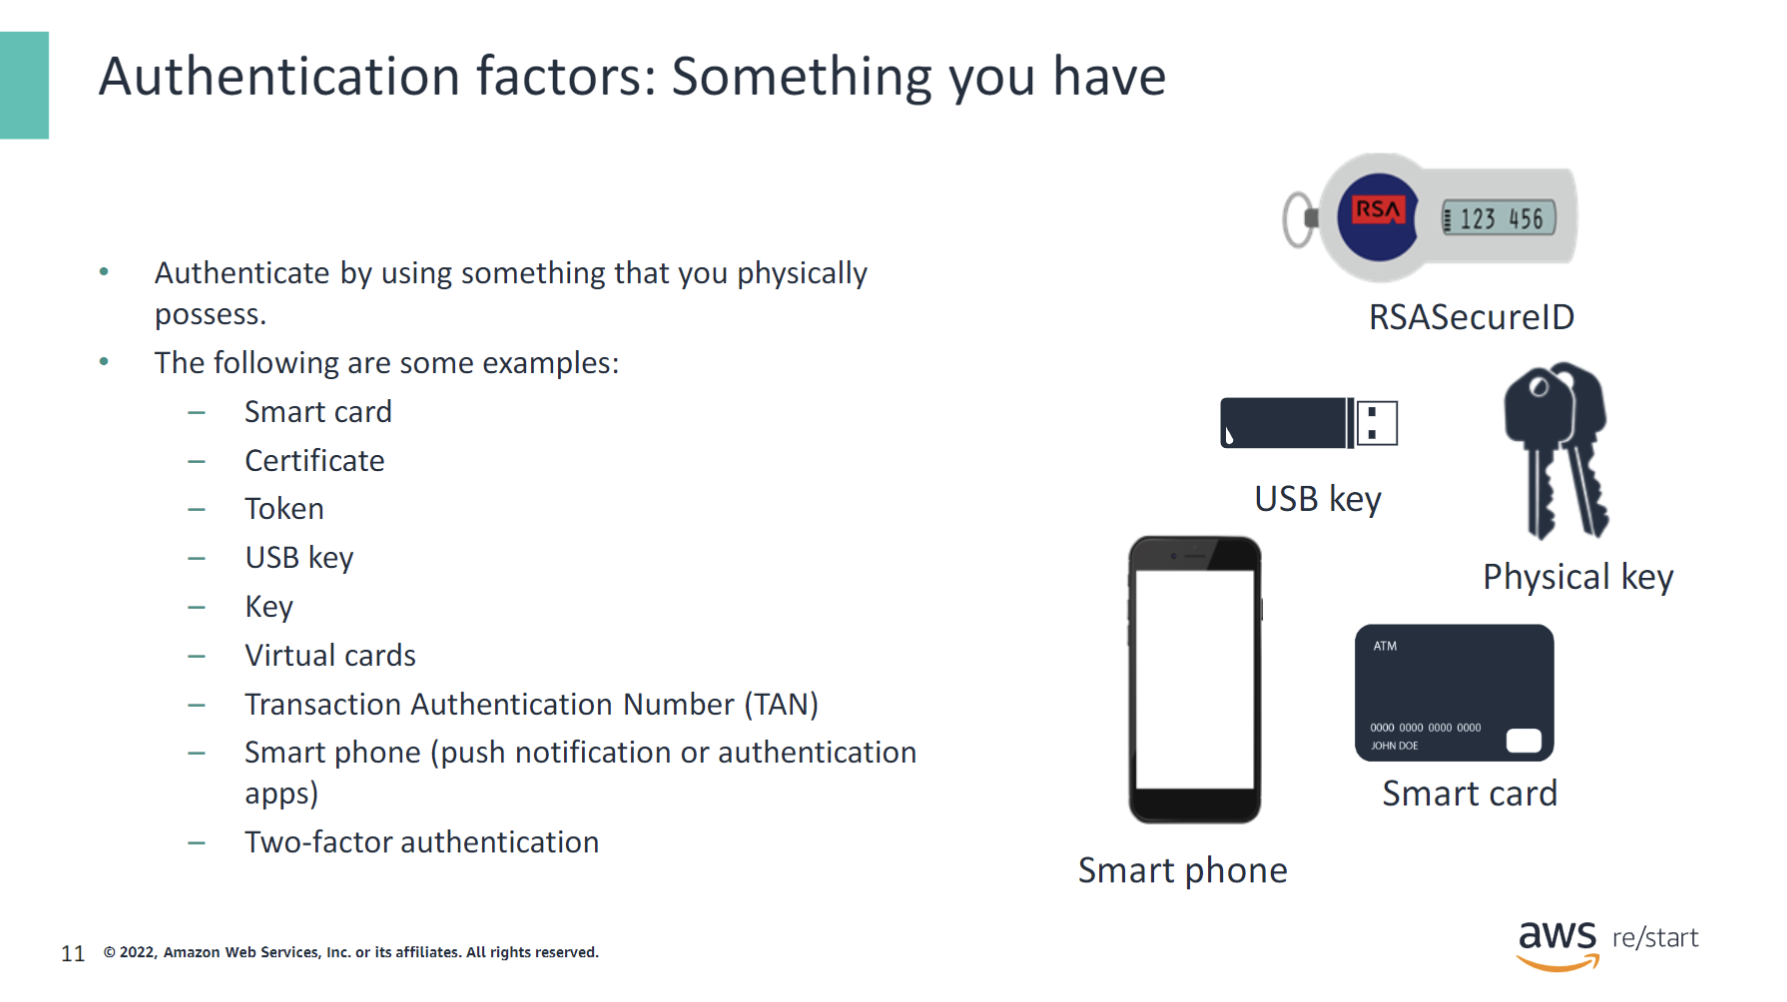 Authentication factors: Something you have
• Authenticate by using something that you physically
possess.
• The following are some examples:
– Smart card
– Certificate
– Token
– USB key
– Key
– Virtual cards
– Transaction Authentication Number (TAN)
– Smart phone (push notification or authentication
apps)
– Two-factor authentication
RSA
123 456
RSASecureID
USB key
Physical key
ATM
0000 0000 0000 0000
JOHN DOE
Smart card
Smart phone
11 © 2022, Amazon Web Services, Inc. or its affiliates. All rights reserved.
aws re/start